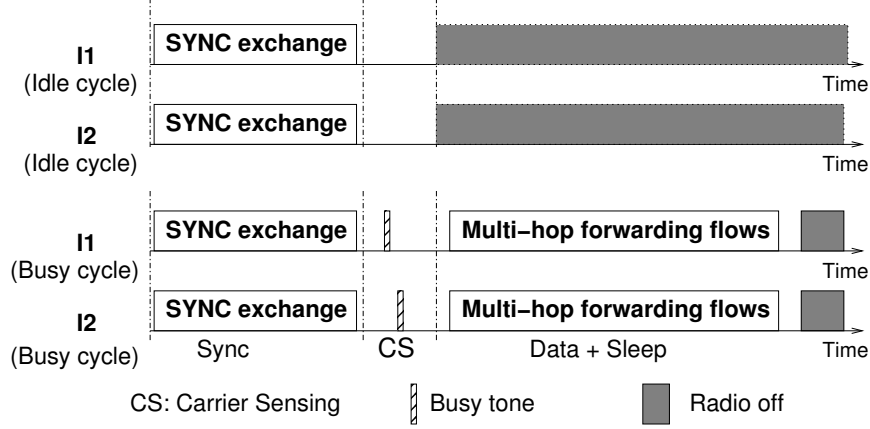 I1
(Idle cycle)
SYNC exchange
Time
I2
(Idle cycle)
SYNC exchange
Time
I1
(Busy cycle)
SYNC exchange
Multi−hop forwarding flows
Time
I2
(Busy cycle)
SYNC exchange
Multi−hop forwarding flows
Time
Sync
CS
Data + Sleep
CS: Carrier Sensing
Busy tone
Radio off